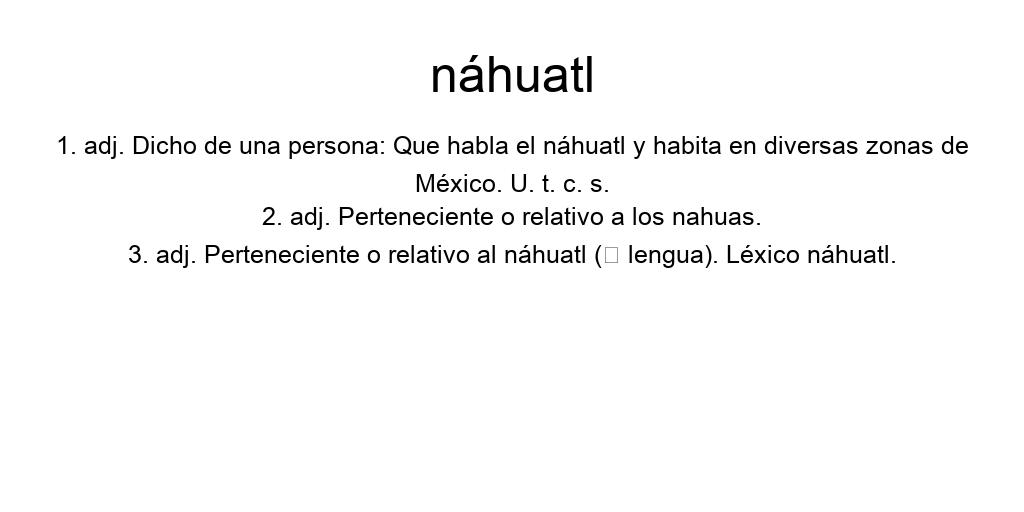 náhuatl
1. adj. Dicho de una persona: Que habla el náhuatl y habita en diversas zonas de
México. U. t. c. s.
2. adj. Perteneciente o relativo a los nahuas.
3. adj. Perteneciente o relativo al náhuatl (□ lengua). Léxico náhuatl.